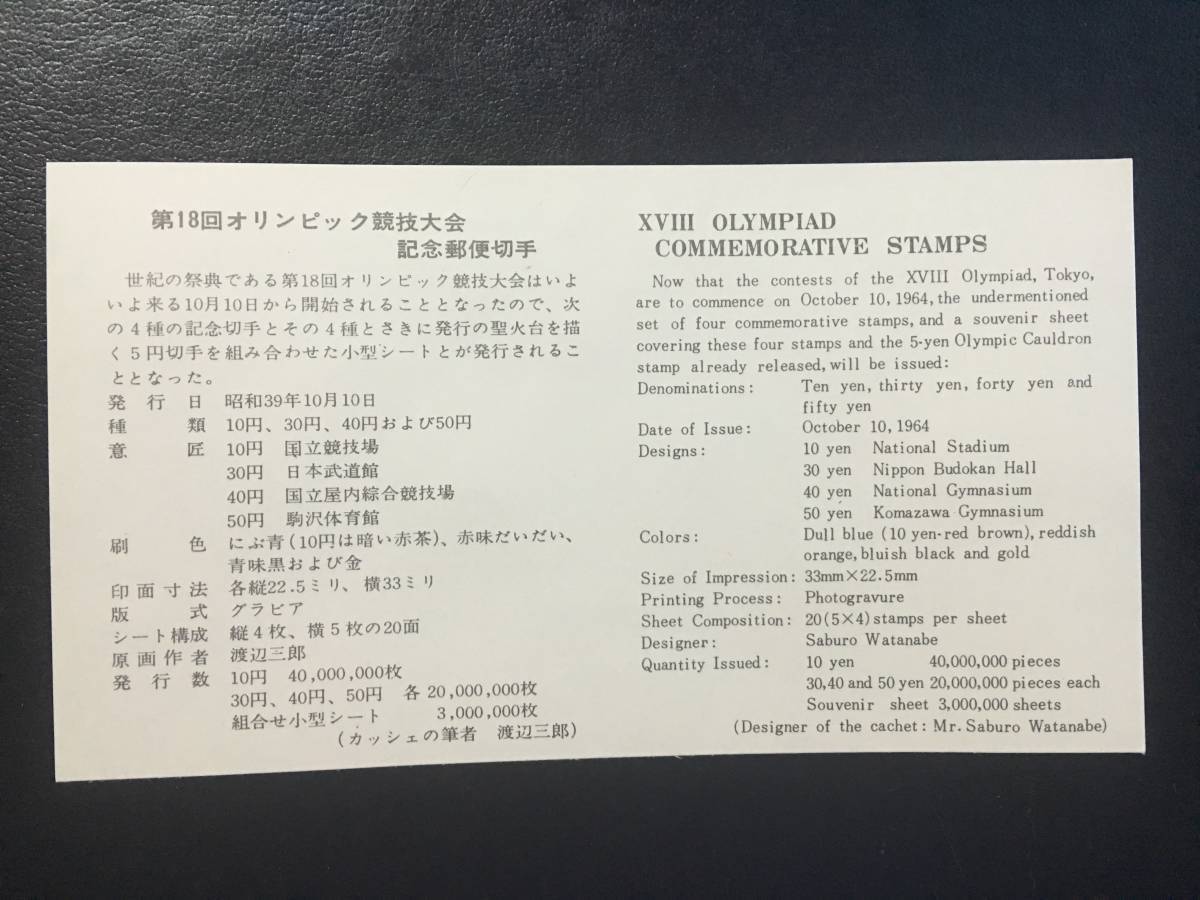 第18回オリンピック競技大会
記念郵便切手
世紀の祭典である第18回オリンピック競技大会はいよ
いよ来る10月10日から開始されることとなったので、次
の4種の記念切手とその4種とさきに発行の聖火台を描
く5円切手を組み合わせた小型シートとが発行されるこ
ととなった。
発行日 昭和39年10月10日
種類 10円、30円、40円および50円
意匠 10円 国立競技場
30円 日本武道館
40円 国立屋内綜合競技場
50円 駒沢体育館
刷色 にぶ青(10円は暗い赤茶)、赤味だいだい、
青味黒および金
印面寸法 各縦22.5ミリ、横33ミリ
版式 グラビア
シート構成 縦4枚、横5枚の20面
原画作者 渡辺三郎
発行数 10円 40,000,000枚
30円、40円、50円 各20,000,000枚
組合せ小型シート 3,000,000枚
(カッシェの筆者 渡辺三郎)
XVIII OLYMPIAD
COMMEMORATIVE STAMPS
Now that the contests of the XVIII Olympiad, Tokyo,
are to commence on October 10, 1964, the undermentioned
set of four commemorative stamps, and a souvenir sheet
covering these four stamps and the 5-yen Olympic Cauldron
stamp already released, will be issued:
Denominations: Ten yen, thirty yen, forty yen and
fifty yen
Date of Issue: October 10, 1964
Designs: 10 yen National Stadium
30 yen Nippon Budokan Hall
40 yen National Gymnasium
50 yen Komazawa Gymnasium
Colors: Dull blue (10 yen-red brown), reddish
orange, bluish black and gold
Size of Impression: 33mm×22.5mm
Printing Process: Photogravure
Sheet Composition: 20(5×4) stamps per sheet
Designer: Saburo Watanabe
Quantity Issued: 10 yen 40,000,000 pieces
30,40 and 50 yen 20,000,000 pieces each
Souvenir sheet 3,000,000 sheets
(Designer of the cachet: Mr. Saburo Watanabe)